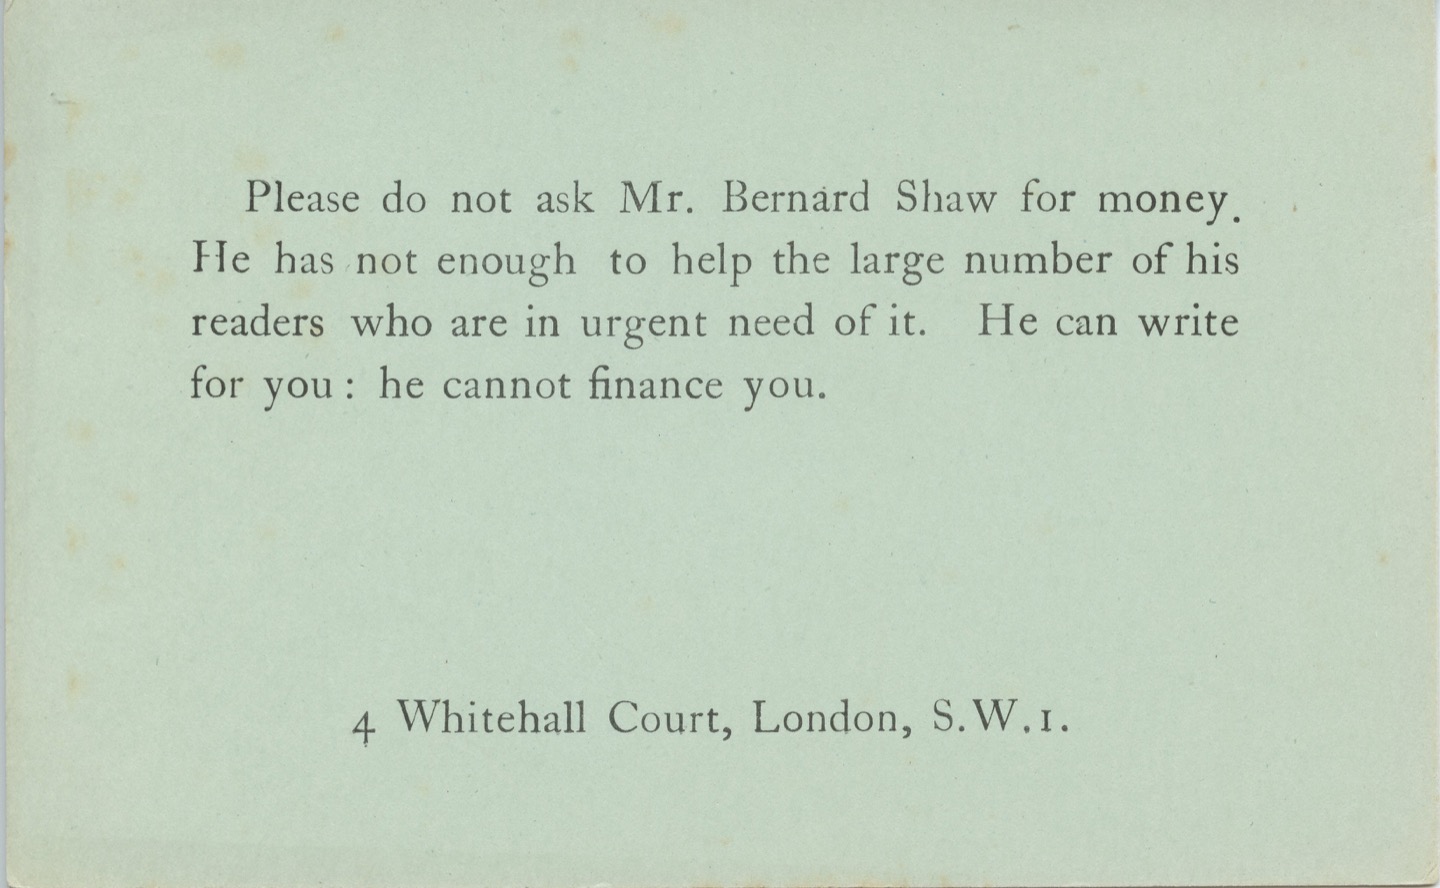 Please do not ask Mr. Bernard Shaw for money.
He has not enough to help the large number of his
readers who are in urgent need of it. He can write
for you : he cannot finance you.
4 Whitehall Court, London, S.W.1.